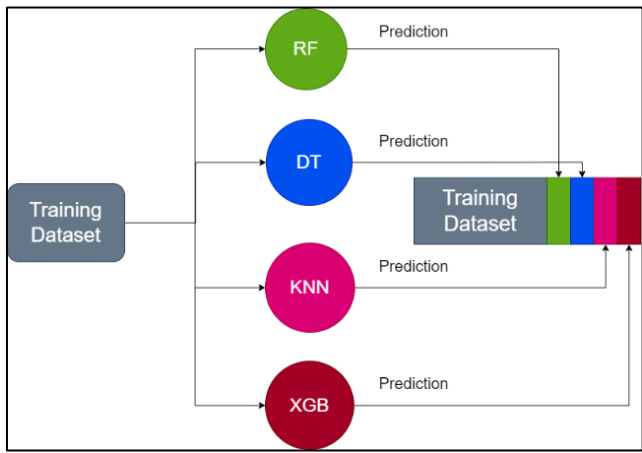 RF
Prediction
DT
Prediction
Training
Dataset
Training
Dataset
KNN
Prediction
XGB
Prediction